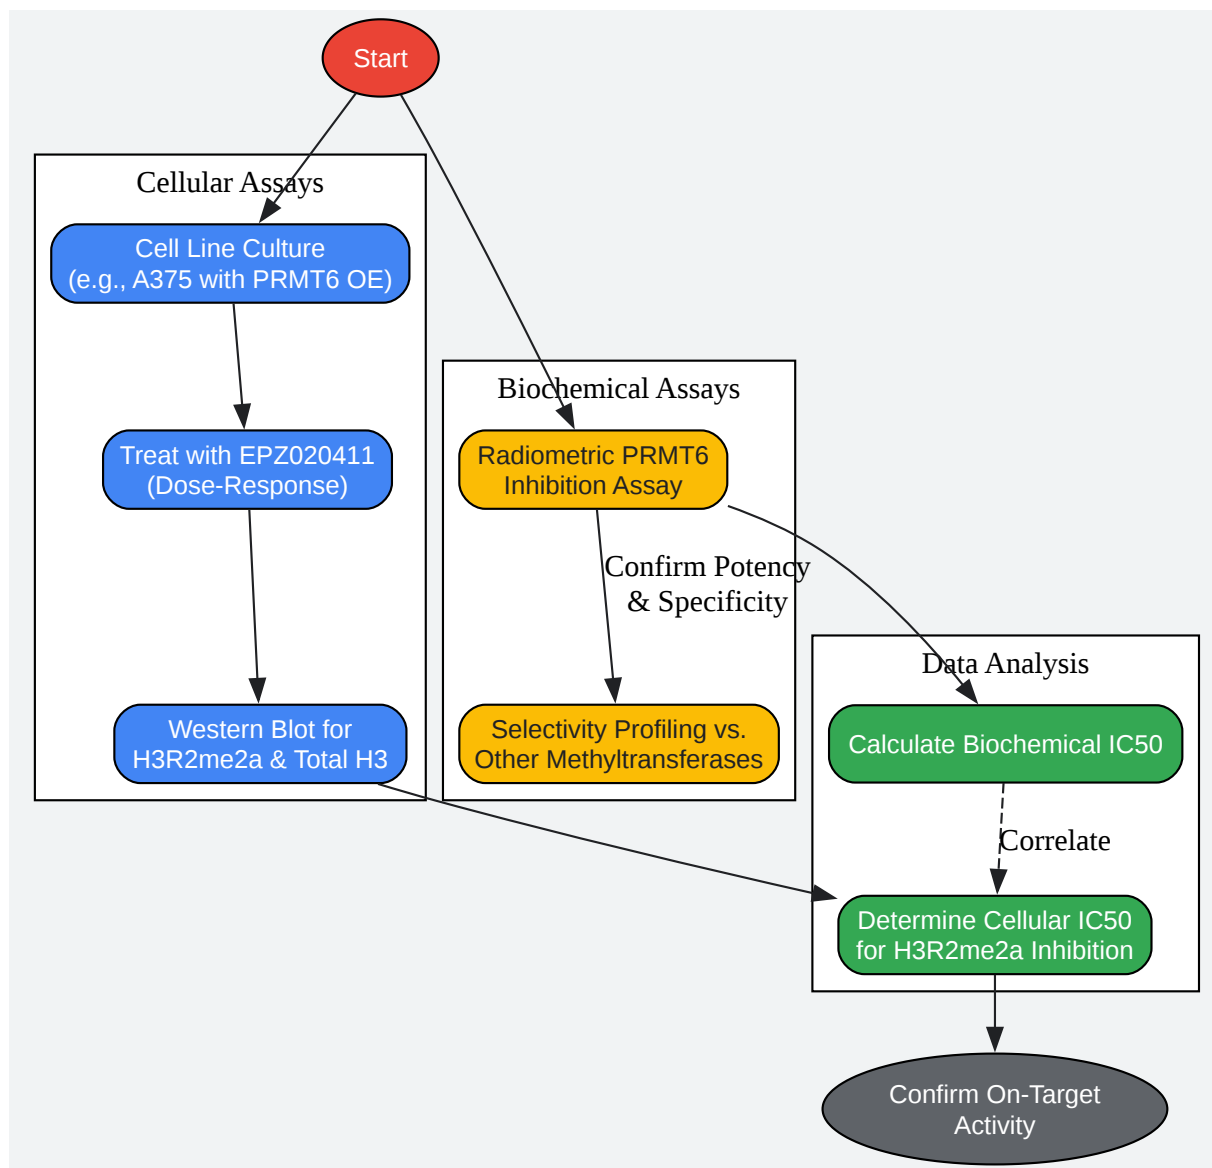 Start
Cellular Assays
Cell Line Culture
(e.g., A375 with PRMT6 OE)
Treat with EPZ020411
(Dose-Response)
Western Blot for
H3R2me2a & Total H3
Biochemical Assays
Radiometric PRMT6
Inhibition Assay
Confirm Potency
& Specificity
Selectivity Profiling vs.
Other Methyltransferases
Data Analysis
Calculate Biochemical IC50
Correlate
Determine Cellular IC50
for H3R2me2a Inhibition
Confirm On-Target
Activity